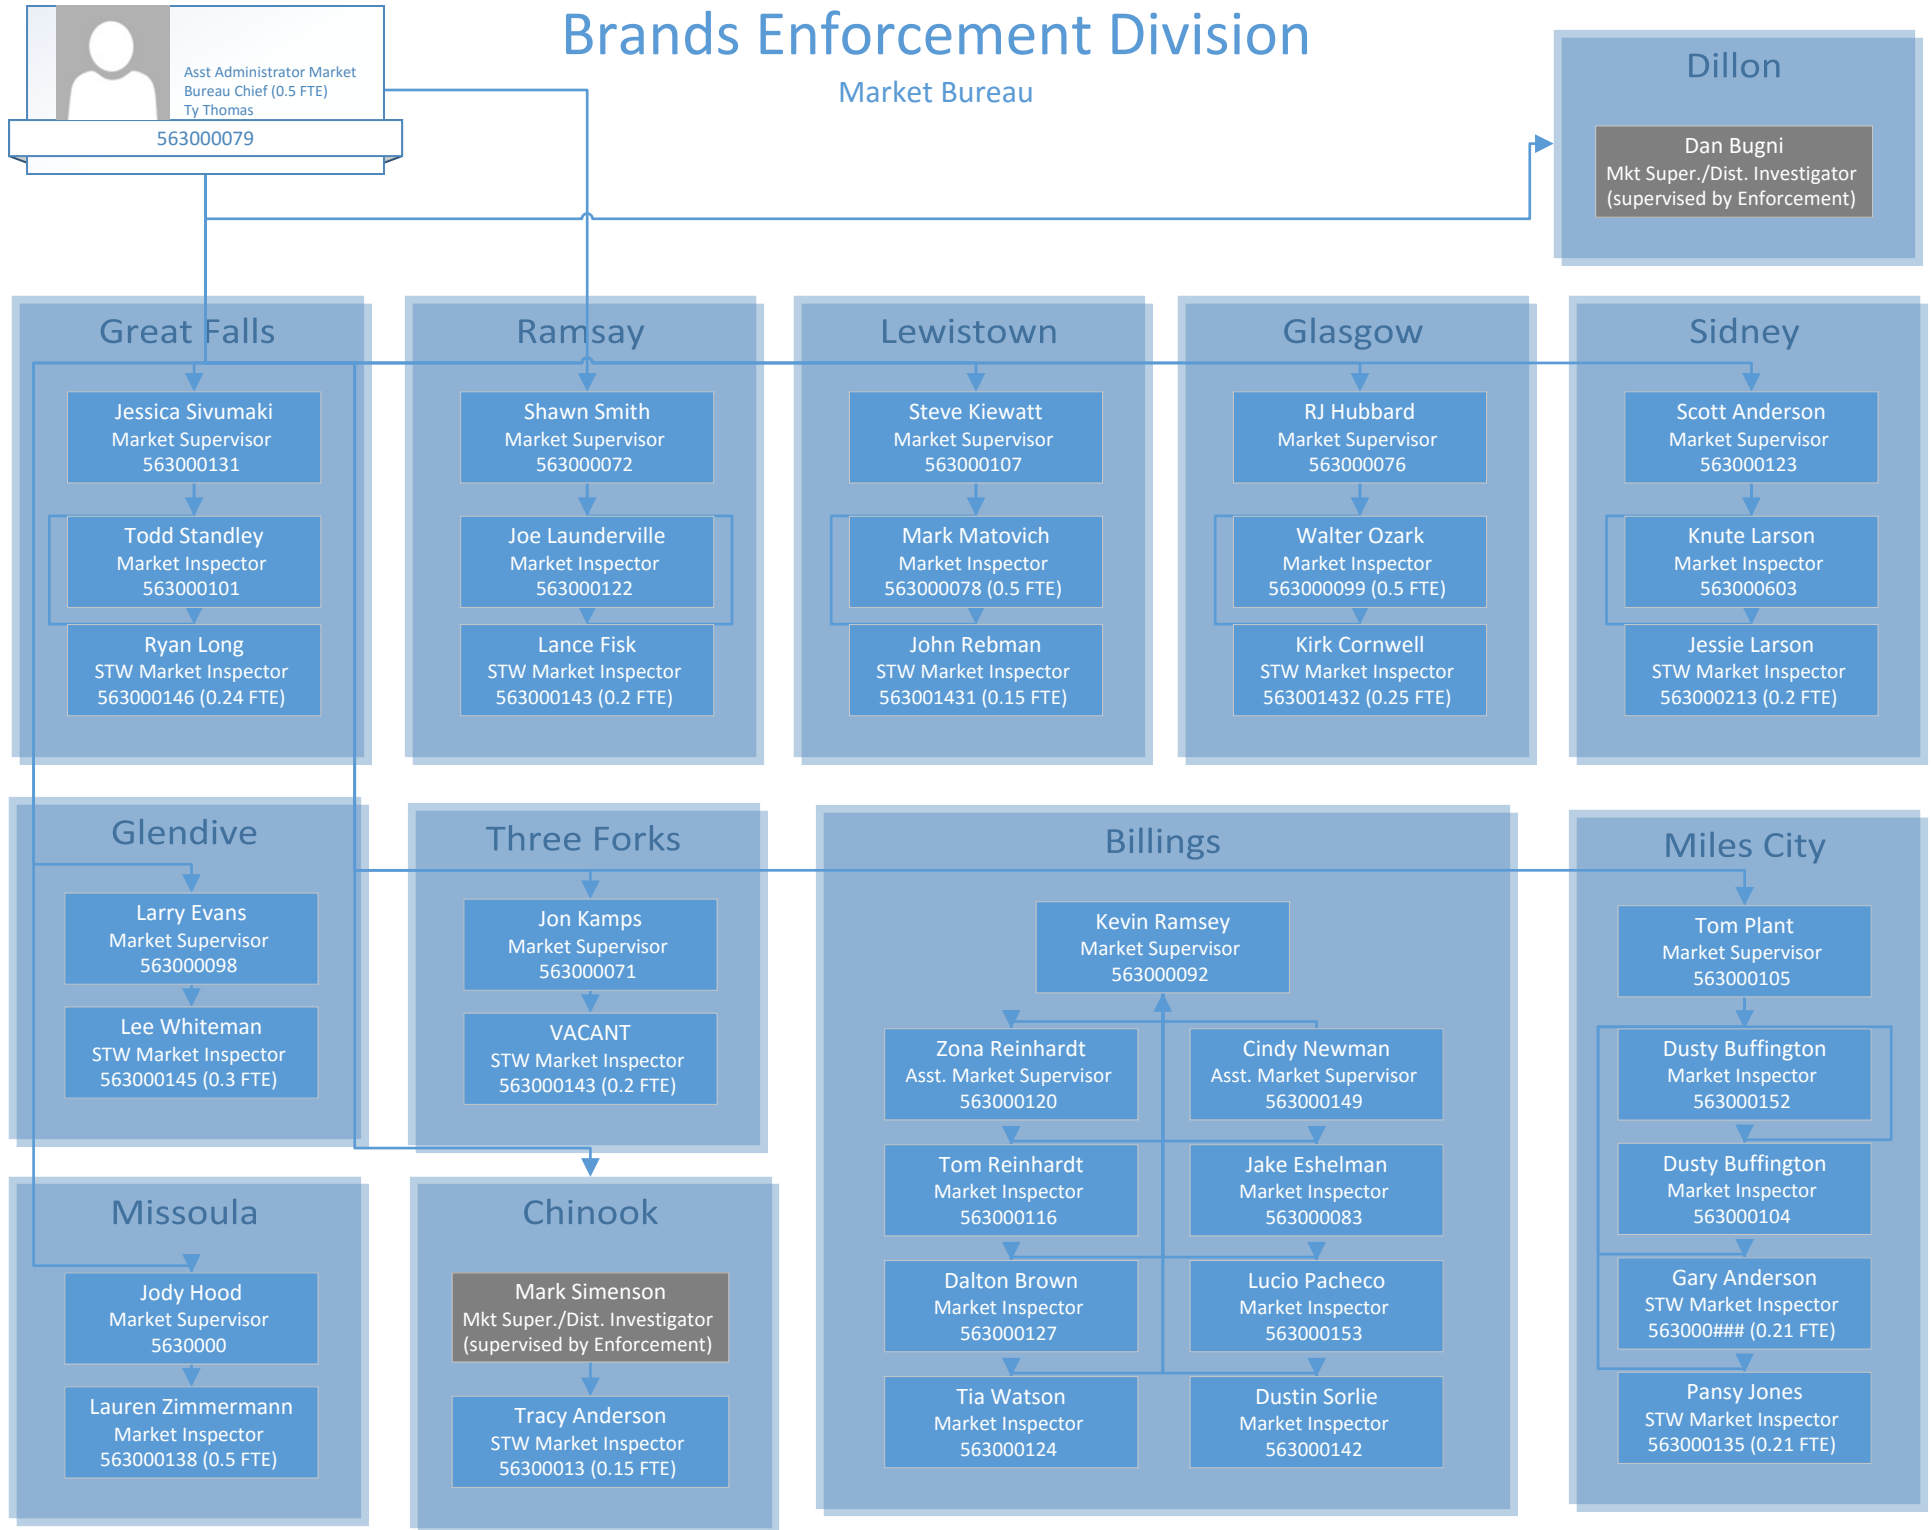 Brands Enforcement Division
Market Bureau
Asst Administrator Market
Bureau Chief (0.5 FTE)
Ty Thomas
563000079
Dillon
Dan Bugni
Mkt Super./Dist. Investigator
(supervised by Enforcement)
Great Falls
Jessica Sivumaki
Market Supervisor
563000131
Todd Standley
Market Inspector
563000101
Ryan Long
STW Market Inspector
563000146 (0.24 FTE)
Ramsay
Shawn Smith
Market Supervisor
563000072
Joe Launderville
Market Inspector
563000122
Lance Fisk
STW Market Inspector
563000143 (0.2 FTE)
Lewistown
Steve Kiewatt
Market Supervisor
563000107
Mark Matovich
Market Inspector
563000078 (0.5 FTE)
John Rebman
STW Market Inspector
563001431 (0.15 FTE)
Glasgow
RJ Hubbard
Market Supervisor
563000076
Walter Ozark
Market Inspector
563000099 (0.5 FTE)
Kirk Cornwell
STW Market Inspector
563001432 (0.25 FTE)
Sidney
Scott Anderson
Market Supervisor
563000123
Knute Larson
Market Inspector
563000603
Jessie Larson
STW Market Inspector
563000213 (0.2 FTE)
Glendive
Larry Evans
Market Supervisor
563000098
Lee Whiteman
STW Market Inspector
563000145 (0.3 FTE)
Three Forks
Jon Kamps
Market Supervisor
563000071
VACANT
STW Market Inspector
563000143 (0.2 FTE)
Billings
Kevin Ramsey
Market Supervisor
563000092
Zona Reinhardt
Asst. Market Supervisor
563000120
Cindy Newman
Asst. Market Supervisor
563000149
Tom Reinhardt
Market Inspector
563000116
Jake Eshelman
Market Inspector
563000083
Dalton Brown
Market Inspector
563000127
Lucio Pacheco
Market Inspector
563000153
Tia Watson
Market Inspector
563000124
Dustin Sorlie
Market Inspector
563000142
Miles City
Tom Plant
Market Supervisor
563000105
Dusty Buffington
Market Inspector
563000152
Dusty Buffington
Market Inspector
563000104
Gary Anderson
STW Market Inspector
563000### (0.21 FTE)
Pansy Jones
STW Market Inspector
563000135 (0.21 FTE)
Missoula
Jody Hood
Market Supervisor
5630000
Lauren Zimmermann
Market Inspector
563000138 (0.5 FTE)
Chinook
Mark Simenson
Mkt Super./Dist. Investigator
(supervised by Enforcement)
Tracy Anderson
STW Market Inspector
56300013 (0.15 FTE)